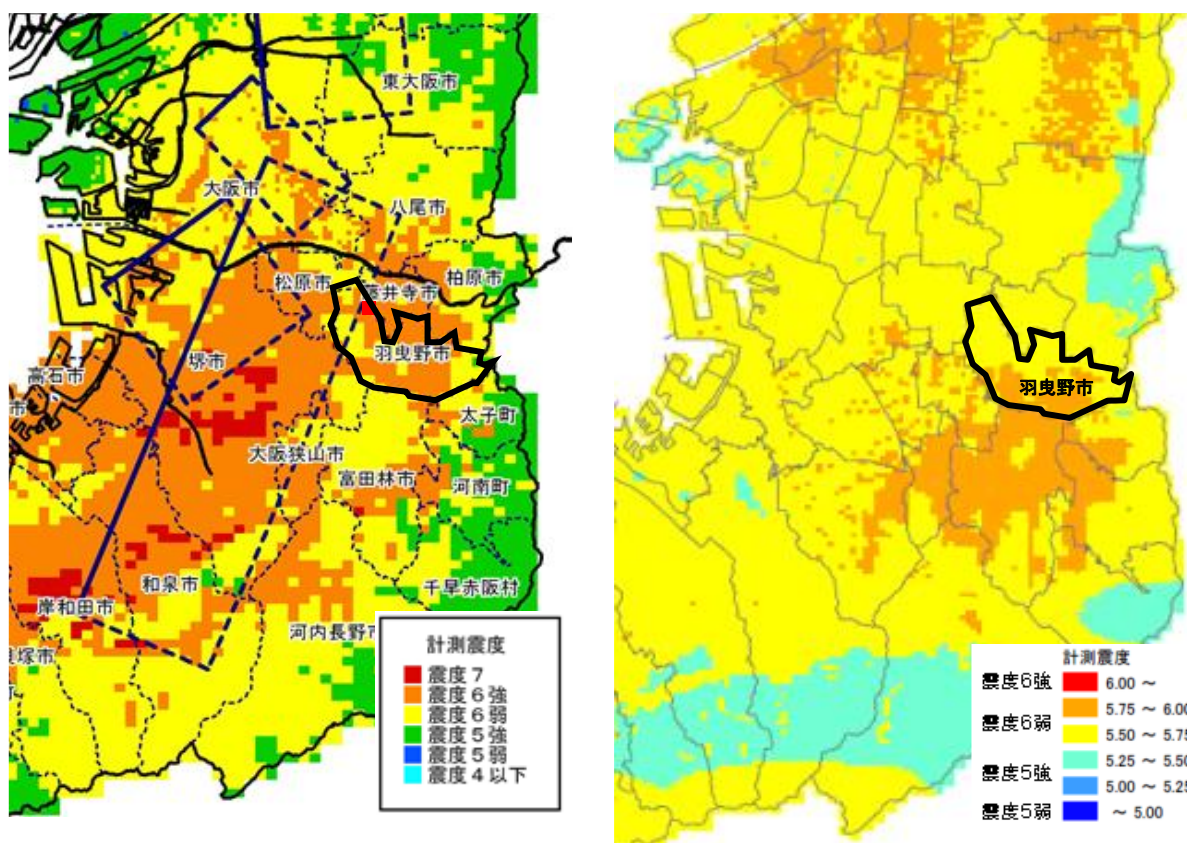 東大阪市
大阪市
八尾市
松原市
藤井寺市
柏原市
堺市
羽曳野市
高石市
市
太子町
大阪狭山市
富田林市
河南町
和泉市
千早赤阪村
岸和田市
河内長野市
塚市
町
計測震度
震度7
震度6強
震度6弱
震度5強
震度5弱
震度4以下
羽曳野市
計測震度
震度6強 6.00 ~
5.75 ~ 6.00
震度6弱
5.50 ~ 5.75
5.25 ~ 5.50
震度5強
5.00 ~ 5.25
震度5弱 ~ 5.00